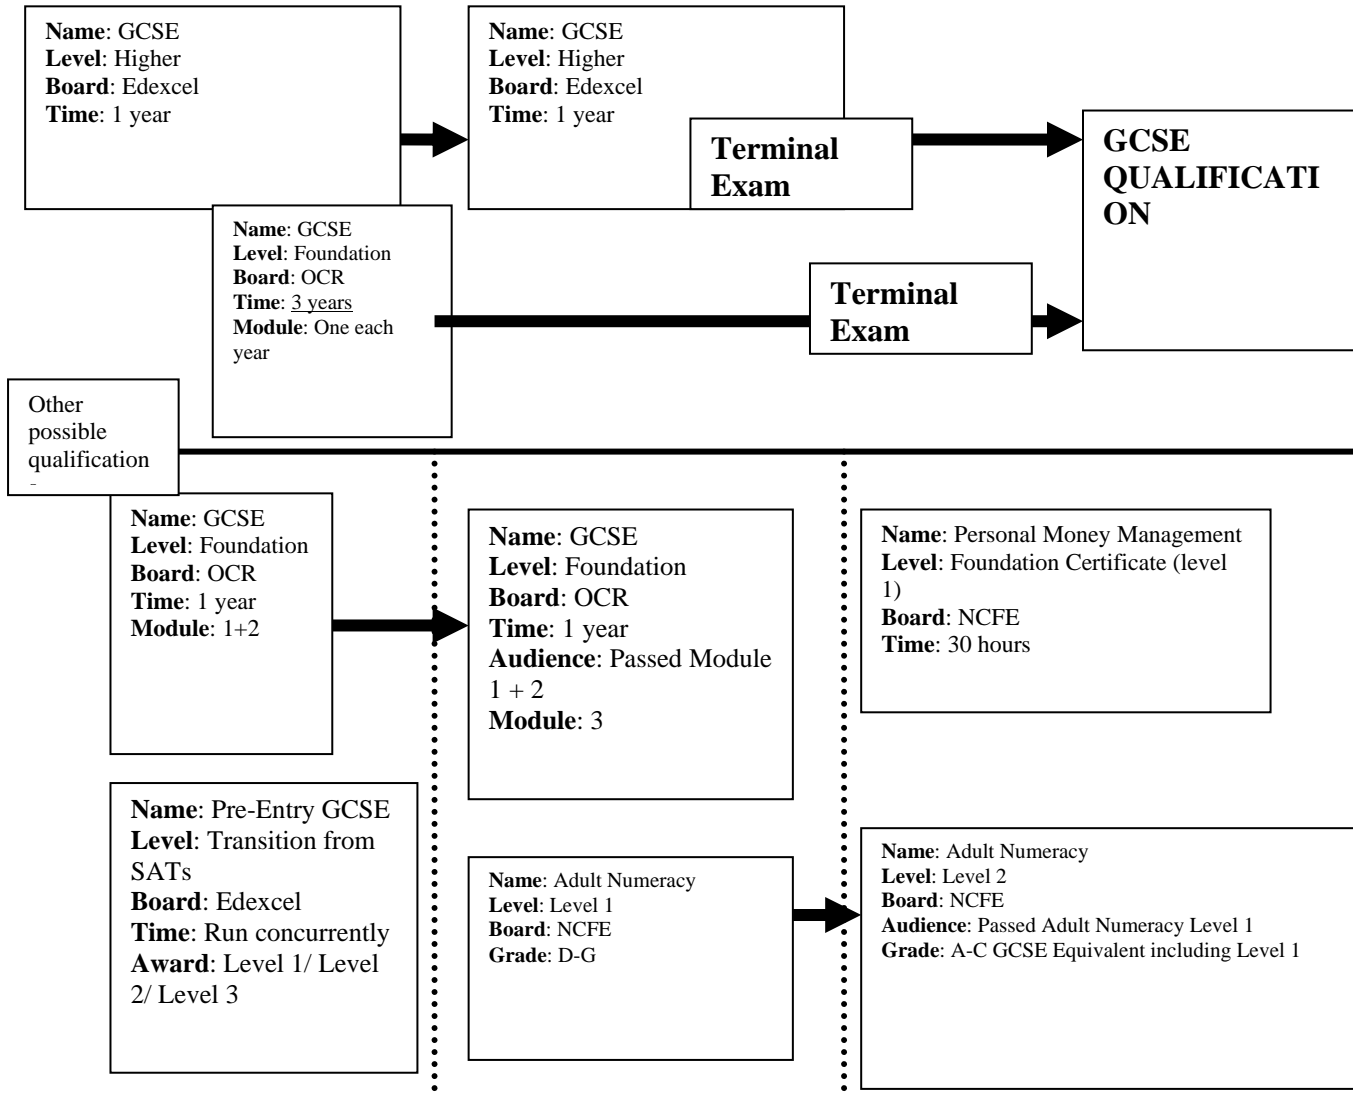 Name: GCSE
Level: Higher
Board: Edexcel
Time: 1 year
Name: GCSE
Level: Higher
Board: Edexcel
Time: 1 year
Terminal
Exam
GCSE
QUALIFICATI
ON
Name: GCSE
Level: Foundation
Board: OCR
Time: 3 years
Module: One each
year
Terminal
Exam
Other
possible
qualification
Name: GCSE
Level: Foundation
Board: OCR
Time: 1 year
Module: 1+2
Name: GCSE
Level: Foundation
Board: OCR
Time: 1 year
Audience: Passed Module
1 + 2
Module: 3
Name: Personal Money Management
Level: Foundation Certificate (level
1)
Board: NCFE
Time: 30 hours
Name: Pre-Entry GCSE
Level: Transition from
SATs
Board: Edexcel
Time: Run concurrently
Award: Level 1/ Level
2/ Level 3
Name: Adult Numeracy
Level: Level 1
Board: NCFE
Grade: D-G
Name: Adult Numeracy
Level: Level 2
Board: NCFE
Audience: Passed Adult Numeracy Level 1
Grade: A-C GCSE Equivalent including Level 1